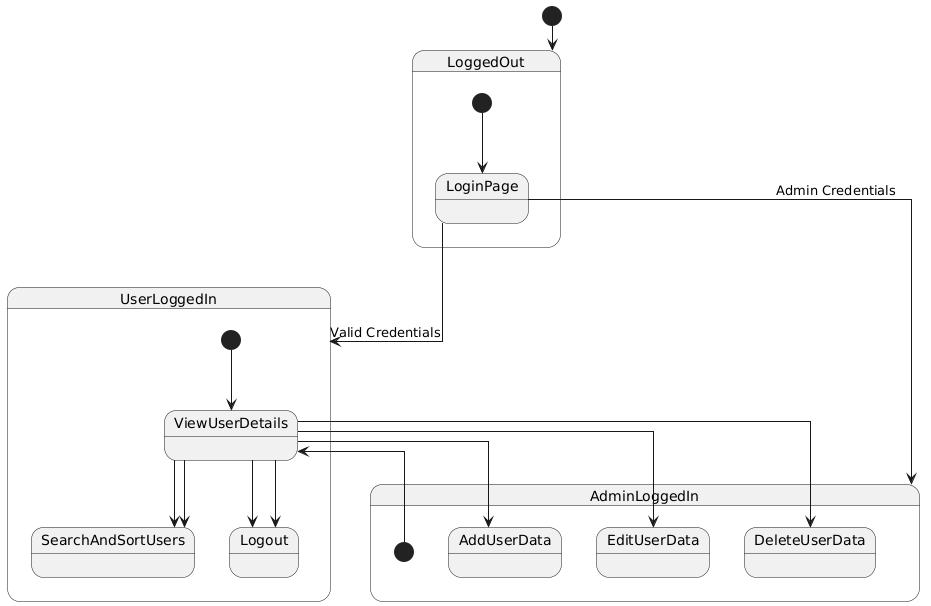 LoggedOut
LoginPage
Admin Credentials
UserLoggedIn
Valid Credentials
ViewUserDetails
AdminLoggedIn
SearchAndSortUsers
Logout
AddUserData
EditUserData
DeleteUserData